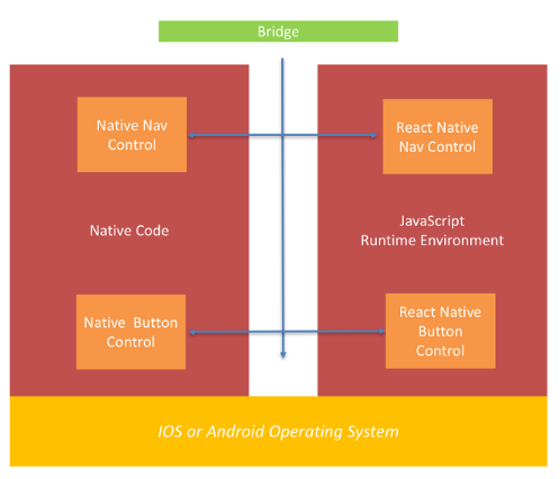 Bridge
Native Nav
Control
React Native
Nav Control
Native Code
JavaScript
Runtime Environment
Native Button
Control
React Native
Button
Control
IOS or Android Operating System